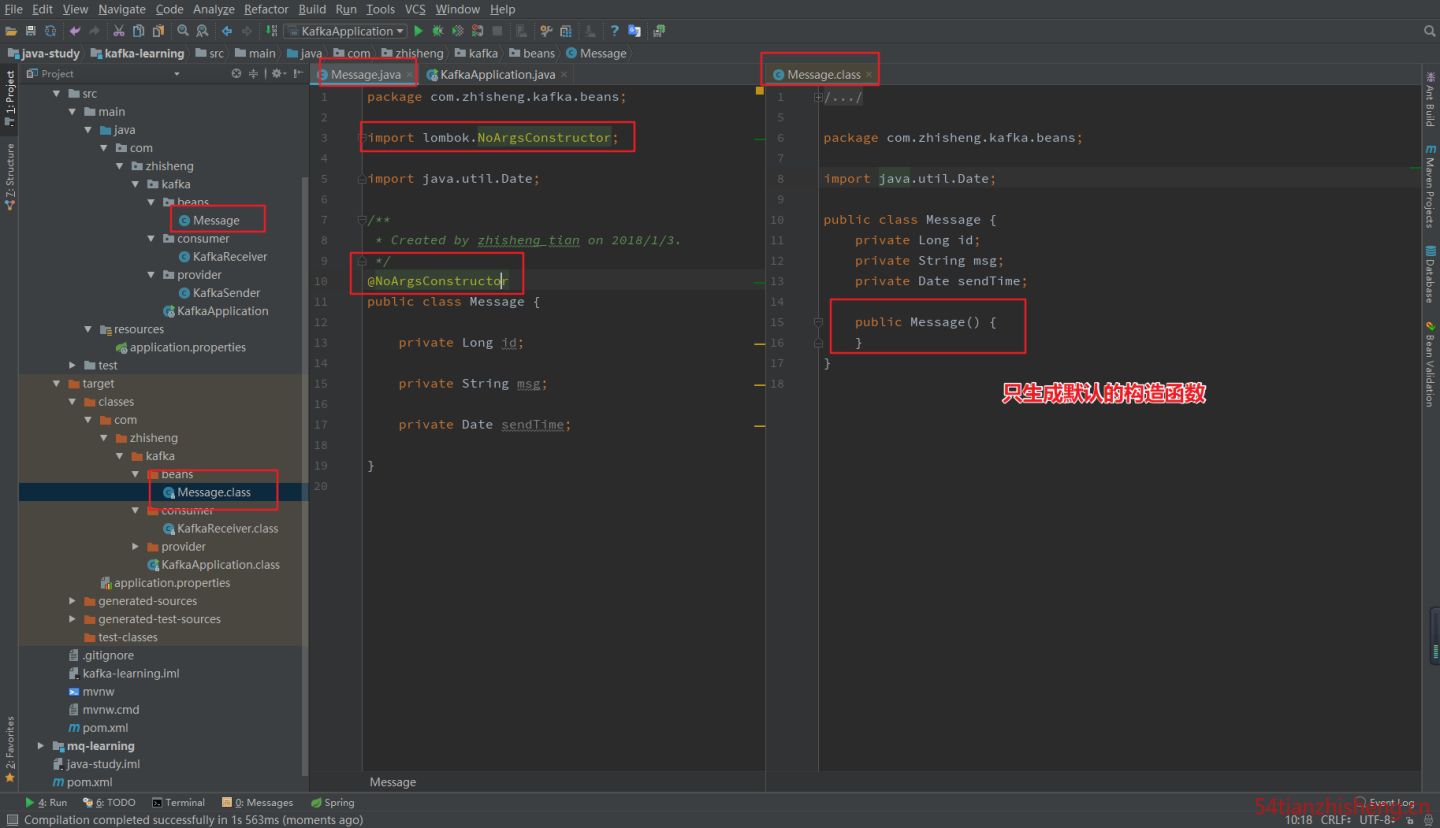 File Edit View Navigate Code Analyze Refactor Build Run Tools VCS Window Help
KafkaApplication
java-study kafka-learning src main java com zhisheng kafka beans Message
Project
Message.java KafkaApplication.java
Message.class
1: Project
7: Structure
2: Favorites
src
main
java
com
zhisheng
kafka
beans
Message
consumer
KafkaReceiver
provider
KafkaSender
KafkaApplication
resources
application.properties
test
target
classes
com
zhisheng
kafka
beans
Message.class
consumer
KafkaReceiver.class
provider
KafkaApplication.class
application.properties
generated-sources
generated-test-sources
test-classes
.gitignore
kafka-learning.iml
mvnw
mvnw.cmd
pom.xml
mq-learning
java-study.iml
pom.xml
1 package com.zhisheng.kafka.beans;
2
3 import lombok.NoArgsConstructor;
4
5 import java.util.Date;
6
7 /**
8 * Created by zhisheng_tian on 2018/1/3.
9 */
10 @NoArgsConstructor
11 public class Message {
12
13 private Long id;
14
15 private String msg;
16
17 private Date sendTime;
18
19 }
20
Message
1 /.../
6 package com.zhisheng.kafka.beans;
7
8 import java.util.Date;
9
10 public class Message {
11 private Long id;
12 private String msg;
13 private Date sendTime;
14
15 public Message() {
16 }
17 }
18
只生成默认的构造函数
Ant Build
Maven Projects
Database
Bean Validation
4: Run 6: TODO Terminal 0: Messages Spring
Event Log
54tianzhisheng.cn
Compilation completed successfully in 1s 563ms (moments ago)
10:18 CRLF UTF-8